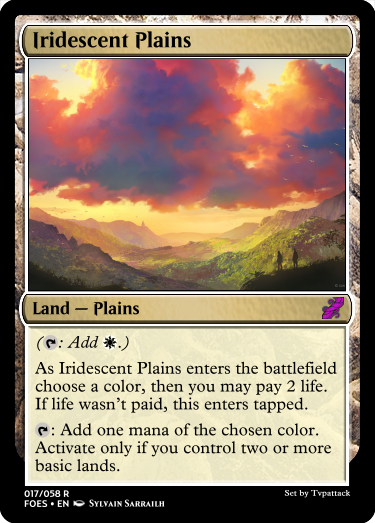 Iridescent Plains
Land — Plains
(: Add .)
As Iridescent Plains enters the battlefield
choose a color, then you may pay 2 life.
If life wasn't paid, this enters tapped.
: Add one mana of the chosen color.
Activate only if you control two or more
basic lands.
017/058 R
FOES • EN SYLVAIN SARRAILH
Set by Tvpattack